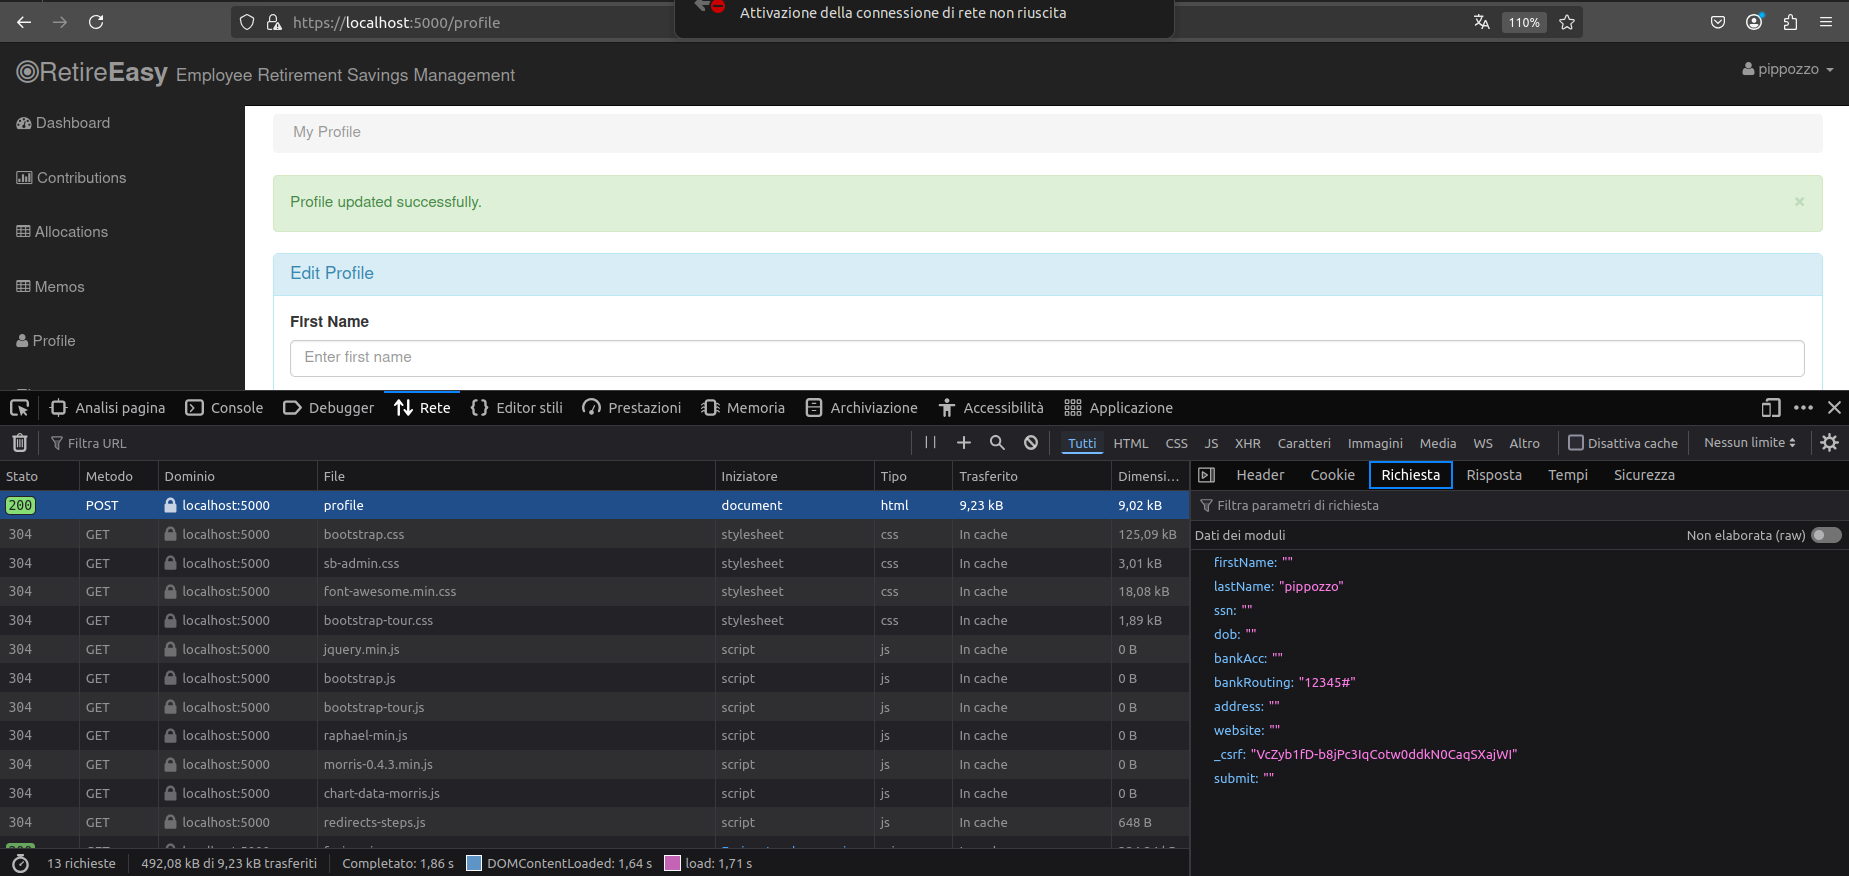 https://localhost:5000/profile
Attivazione della connessione di rete non riuscita
110%
RetireEasy Employee Retirement Savings Management
pippozzo
Dashboard
Contributions
Allocations
Memos
Profile
My Profile
Profile updated successfully.
×
Edit Profile
First Name
Enter first name
Analisi pagina Console Debugger Rete Editor stili Prestazioni Memoria Archiviazione Accessibilità Applicazione
Filtra URL
Tutti HTML CSS JS XHR Caratteri Immagini Media WS Altro Disattiva cache Nessun limite
Stato Metodo Dominio File Iniziatore Tipo Trasferito Dimensi...
200 POST localhost:5000 profile document html 9,23 kB 9,02 kB
304 GET localhost:5000 bootstrap.css stylesheet css In cache 125,09 kB
304 GET localhost:5000 sb-admin.css stylesheet css In cache 3,01 kB
304 GET localhost:5000 font-awesome.min.css stylesheet css In cache 18,08 kB
304 GET localhost:5000 bootstrap-tour.css stylesheet css In cache 1,89 kB
304 GET localhost:5000 jquery.min.js script js In cache 0 B
304 GET localhost:5000 bootstrap.js script js In cache 0 B
304 GET localhost:5000 bootstrap-tour.js script js In cache 0 B
304 GET localhost:5000 raphael-min.js script js In cache 0 B
304 GET localhost:5000 morris-0.4.3.min.js script js In cache 0 B
304 GET localhost:5000 chart-data-morris.js script js In cache 0 B
304 GET localhost:5000 redirects-steps.js script js In cache 648 B
13 richieste 492,08 kB di 9,23 kB trasferiti Completato: 1,86 s DOMContentLoaded: 1,64 s load: 1,71 s
Header Cookie Richiesta Risposta Tempi Sicurezza
Filtra parametri di richiesta
Dati dei moduli Non elaborata (raw)
firstName: ""
lastName: "pippozzo"
ssn: ""
dob: ""
bankAcc: ""
bankRouting: "12345#"
address: ""
website: ""
_csrf: "VcZyb1fD-b8jPc3IqCotw0ddkN0CaqSXajWI"
submit: ""